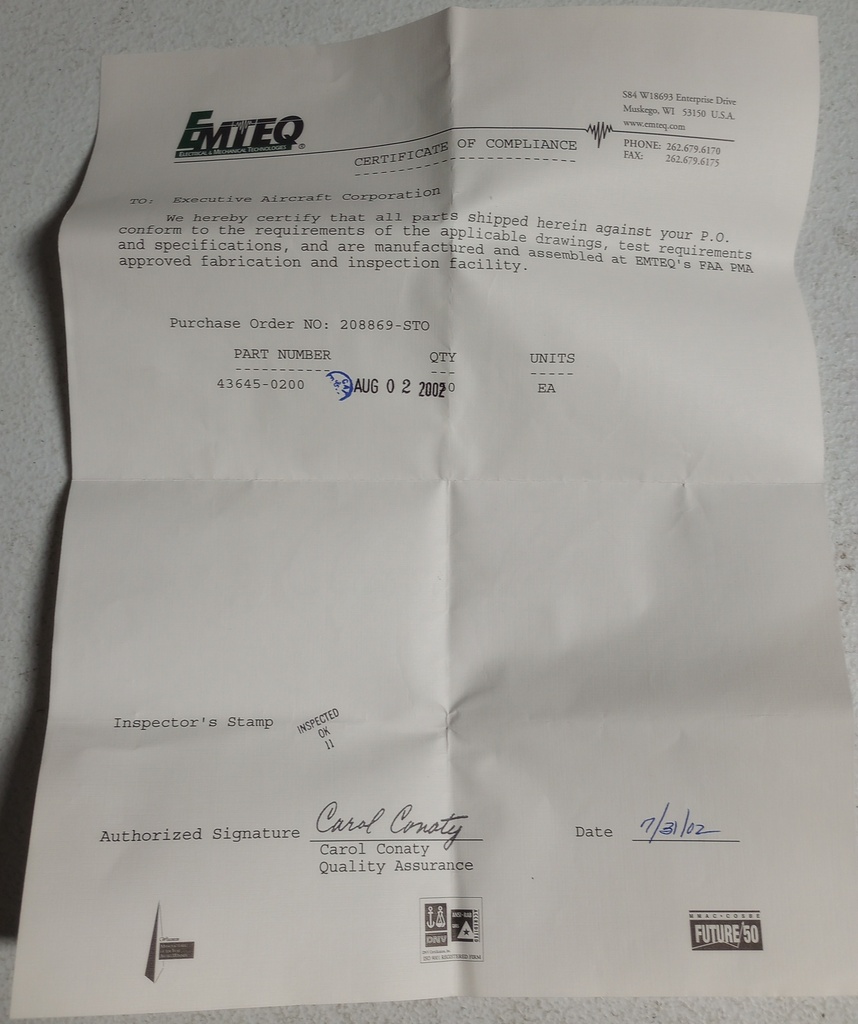 EMTEQ®
ELECTRICAL & MECHANICAL TECHNOLOGIES
S84 W18693 Enterprise Drive
Muskego, WI 53150 U.S.A.
www.emteq.com
PHONE: 262.679.6170
FAX: 262.679.6175
CERTIFICATE OF COMPLIANCE
TO: Executive Aircraft Corporation
We hereby certify that all parts shipped herein against your P.O.
conform to the requirements of the applicable drawings, test requirements
and specifications, and are manufactured and assembled at EMTEQ's FAA PMA
approved fabrication and inspection facility.
Purchase Order NO: 208869-STO
PART NUMBER QTY UNITS
----------- --- -----
43645-0200 AUG 02 2002 EA
Inspector's Stamp INSPECTED
OK
11
Authorized Signature Carol Conaty Date 7/31/02
Carol Conaty
Quality Assurance
DNV
ACCREDITED
FUTURE 50